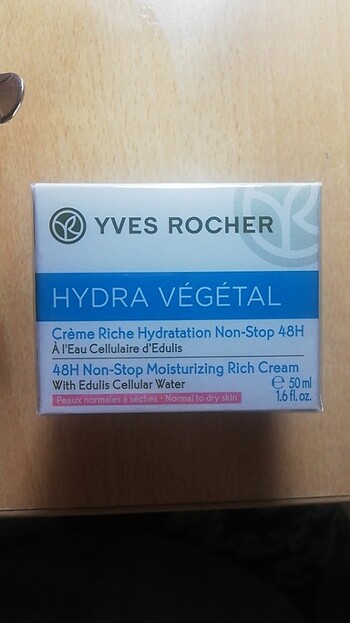 YVES ROCHER
HYDRA VÉGÉTAL
Crème Riche Hydratation Non-Stop 48H
À l'Eau Cellulaire d'Edulis
48H Non-Stop Moisturizing Rich Cream
With Edulis Cellular Water
℮ 50 ml
Peaux normales à sèches - Normal to dry skin
1.6 fl. oz.